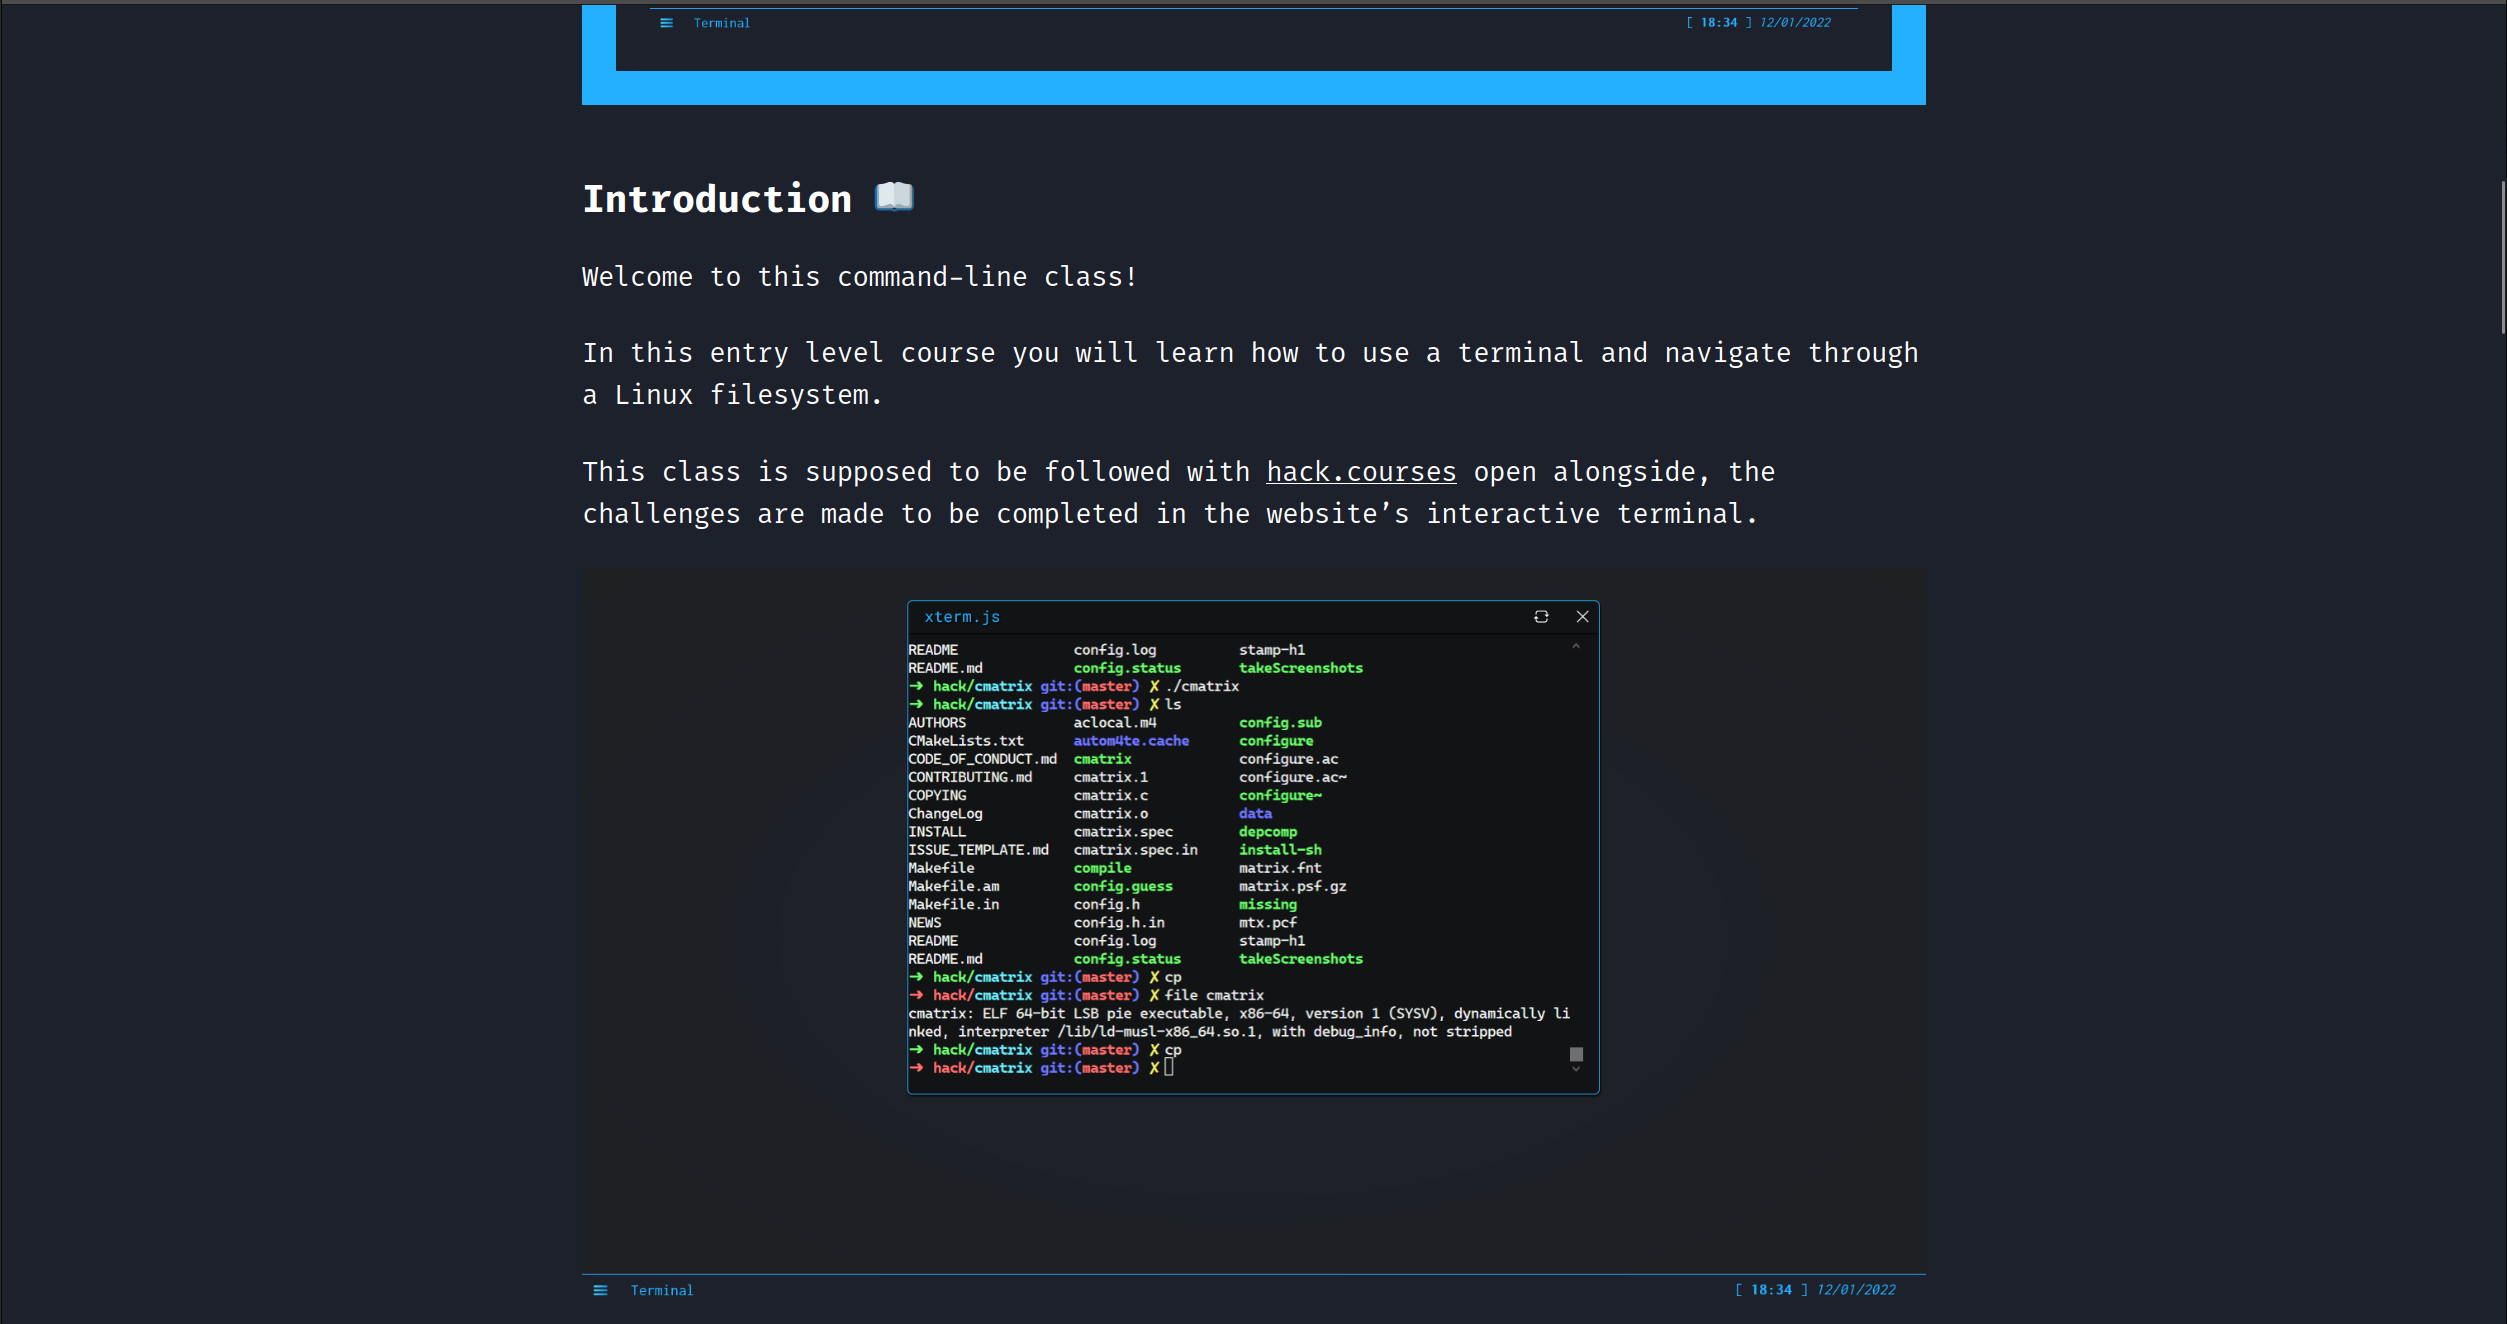 Terminal [ 18:34 ] 12/01/2022
Introduction
Welcome to this command-line class!
In this entry level course you will learn how to use a terminal and navigate through
a Linux filesystem.
This class is supposed to be followed with hack.courses open alongside, the
challenges are made to be completed in the website’s interactive terminal.
xterm.js
README config.log stamp-h1
README.md config.status takeScreenshots
➜ hack/cmatrix git:(master) ✗ ./cmatrix
➜ hack/cmatrix git:(master) ✗ ls
AUTHORS aclocal.m4 config.sub
CMakeLists.txt autom4te.cache configure
CODE_OF_CONDUCT.md cmatrix configure.ac
CONTRIBUTING.md cmatrix.1 configure.ac~
COPYING cmatrix.c configure~
ChangeLog cmatrix.o data
INSTALL cmatrix.spec depcomp
ISSUE_TEMPLATE.md cmatrix.spec.in install-sh
Makefile compile matrix.fnt
Makefile.am config.guess matrix.psf.gz
Makefile.in config.h missing
NEWS config.h.in mtx.pcf
README config.log stamp-h1
README.md config.status takeScreenshots
➜ hack/cmatrix git:(master) ✗ cp
➜ hack/cmatrix git:(master) ✗ file cmatrix
cmatrix: ELF 64-bit LSB pie executable, x86-64, version 1 (SYSV), dynamically li
nked, interpreter /lib/ld-musl-x86_64.so.1, with debug_info, not stripped
➜ hack/cmatrix git:(master) ✗ cp
➜ hack/cmatrix git:(master) ✗
Terminal [ 18:34 ] 12/01/2022